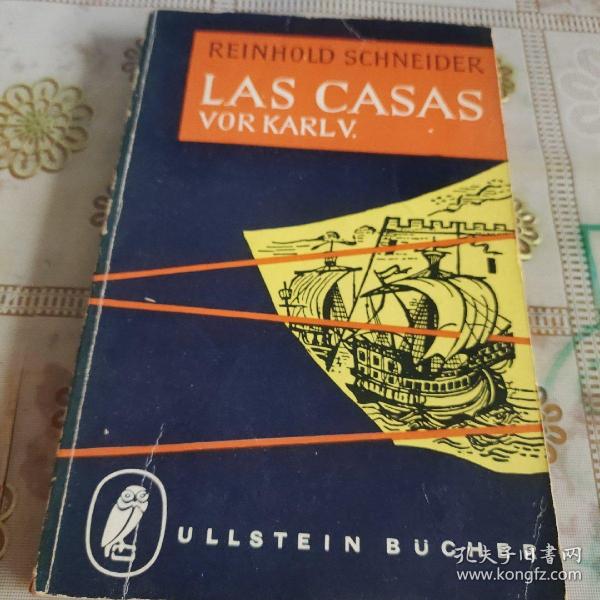 REINHOLD SCHNEIDER
LAS CASAS
VOR KARL V.
ULLSTEIN BÜCHER
孔夫子旧书网
www.kongfz.com